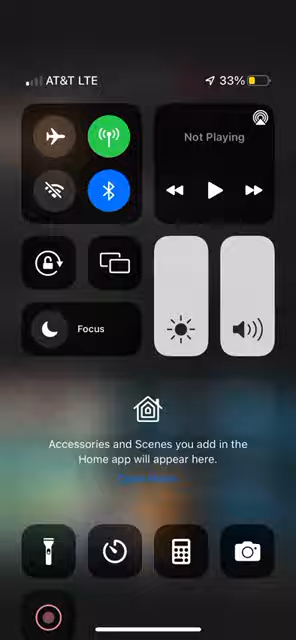 AT&T LTE
33%
Not Playing
Focus
Accessories and Scenes you add in the
Home app will appear here.